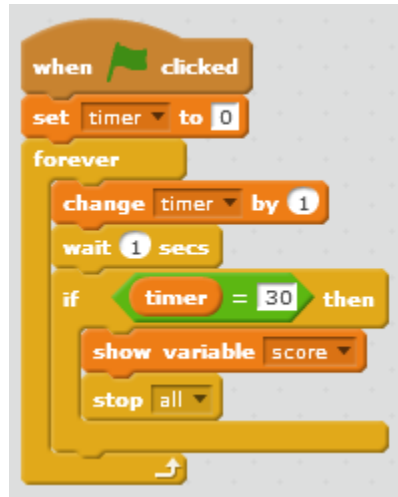 when clicked
set timer to 0
forever
change timer by 1
wait 1 secs
if timer = 30 then
show variable score
stop all